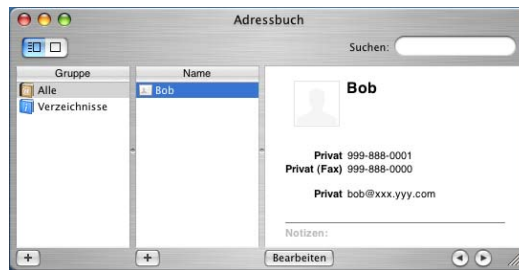 Adressbuch
Suchen:
Gruppe
Alle
Verzeichnisse
Name
Bob
Bob
Privat 999-888-0001
Privat (Fax) 999-888-0000
Privat bob@xxx.yyy.com
Notizen:
Bearbeiten